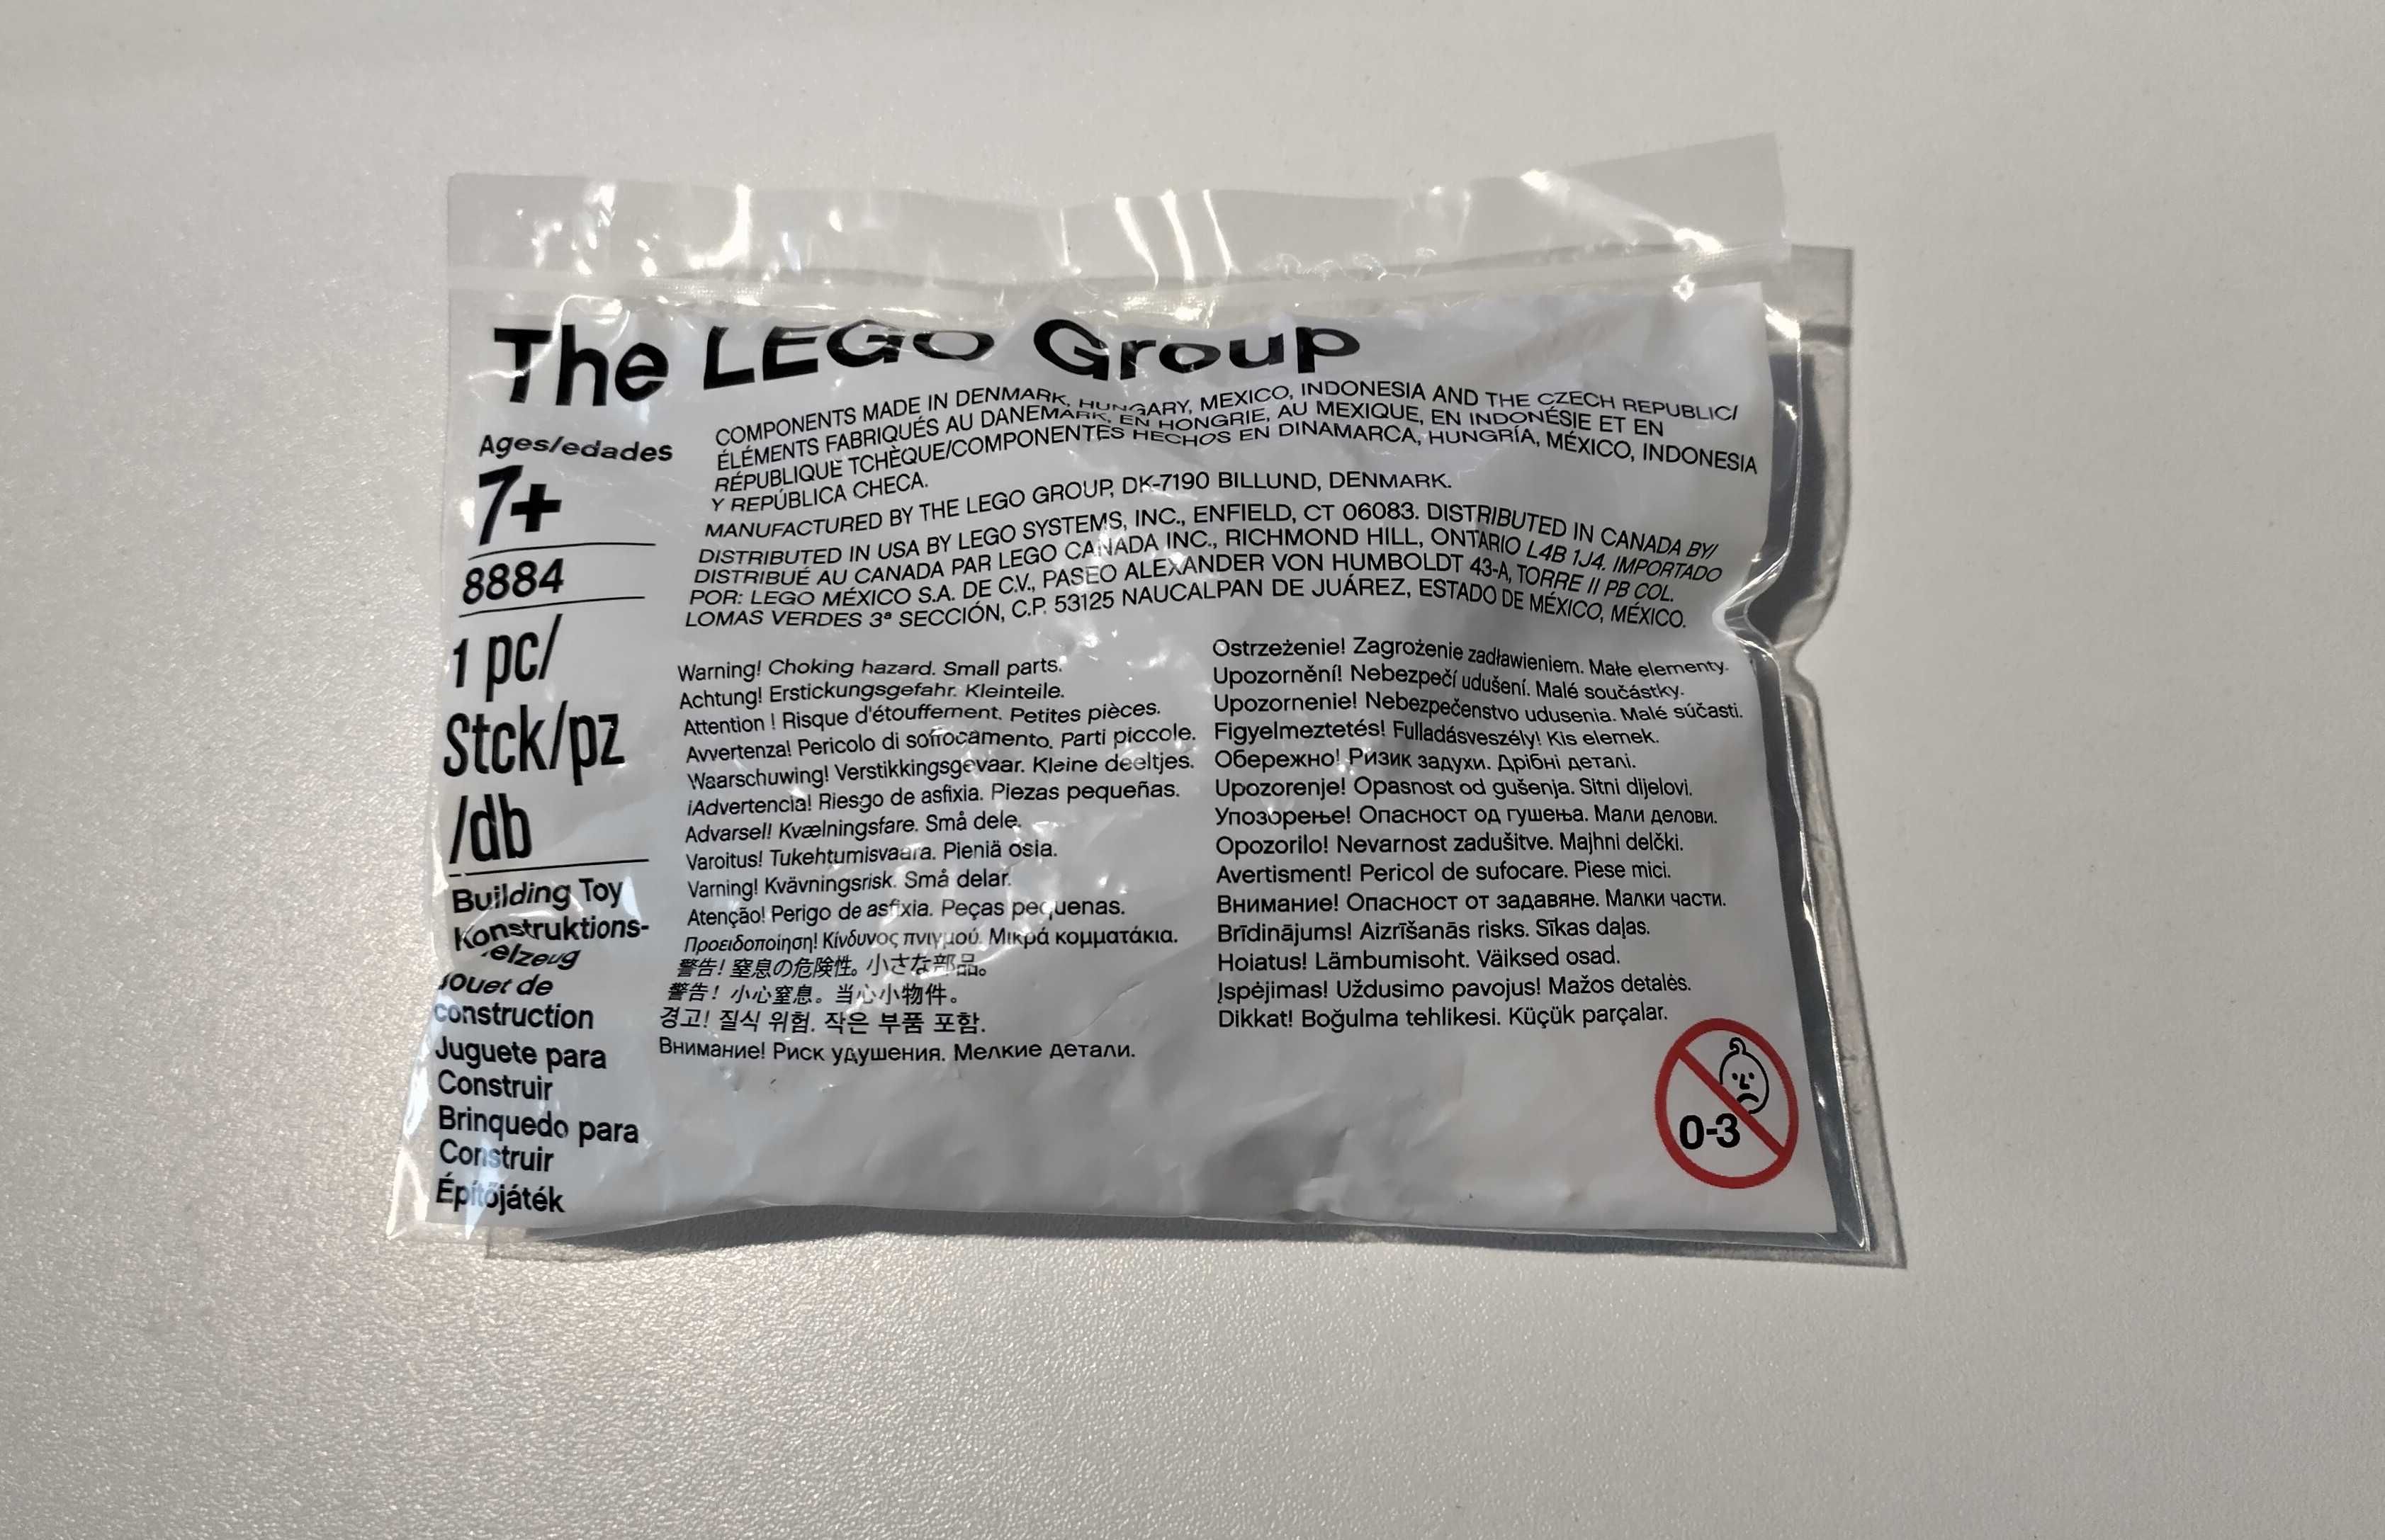 The LEGO Group
Ages/edades
7+
8884
1 pc/
Stck/pz
/db
Building Toy
Konstruktions-
elzeug
Jouet de
construction
Juguete para
Construir
Brinquedo para
Construir
Építőjáték
COMPONENTS MADE IN DENMARK, HUNGARY, MEXICO, INDONESIA AND THE CZECH REPUBLIC/
ÉLÉMENTS FABRIQUÉS AU DANEMARK, EN HONGRIE, AU MEXIQUE, EN INDONÉSIE ET EN
RÉPUBLIQUE TCHÈQUE/COMPONENTES HECHOS EN DINAMARCA, HUNGRÍA, MÉXICO, INDONESIA
Y REPÚBLICA CHECA.
MANUFACTURED BY THE LEGO GROUP, DK-7190 BILLUND, DENMARK.
DISTRIBUTED IN USA BY LEGO SYSTEMS, INC., ENFIELD, CT 06083. DISTRIBUTED IN CANADA BY/
DISTRIBUÉ AU CANADA PAR LEGO CANADA INC., RICHMOND HILL, ONTARIO L4B 1J4. IMPORTADO
POR: LEGO MÉXICO S.A. DE C.V., PASEO ALEXANDER VON HUMBOLDT 43-A, TORRE II PB COL.
LOMAS VERDES 3ª SECCIÓN, C.P. 53125 NAUCALPAN DE JUÁREZ, ESTADO DE MÉXICO, MÉXICO.
Warning! Choking hazard. Small parts.
Achtung! Erstickungsgefahr. Kleinteile.
Attention ! Risque d'étouffement. Petites pièces.
Avvertenza! Pericolo di soffocamento. Parti piccole.
Waarschuwing! Verstikkingsgevaar. Kleine deeltjes.
¡Advertencia! Riesgo de asfixia. Piezas pequeñas.
Advarsel! Kvælningsfare. Små dele.
Varoitus! Tukehtumisvaara. Pieniä osia.
Varning! Kvävningsrisk. Små delar.
Atenção! Perigo de asfixia. Peças pequenas.
Προειδοποίηση! Κίνδυνος πνιγμού. Μικρά κομματάκια.
警告! 窒息の危険性。小さな部品。
警告！小心窒息。当心小物件。
경고! 질식 위험. 작은 부품 포함.
Внимание! Риск удушения. Мелкие детали.
Ostrzeżenie! Zagrożenie zadławieniem. Małe elementy.
Upozornění! Nebezpečí udušení. Malé součástky.
Upozornenie! Nebezpečenstvo udusenia. Malé súčasti.
Figyelmeztetés! Fulladásveszély! Kis elemek.
Обережно! Ризик задухи. Дрібні деталі.
Upozorenje! Opasnost od gušenja. Sitni dijelovi.
Упозорење! Опасност од гушења. Мали делови.
Opozorilo! Nevarnost zadušitve. Majhni delčki.
Avertisment! Pericol de sufocare. Piese mici.
Внимание! Опасност от задавяне. Малки части.
Brīdinājums! Aizrīšanās risks. Sīkas daļas.
Hoiatus! Lämbumisoht. Väiksed osad.
Įspėjimas! Uždusimo pavojus! Mažos detalės.
Dikkat! Boğulma tehlikesi. Küçük parçalar.
0-3